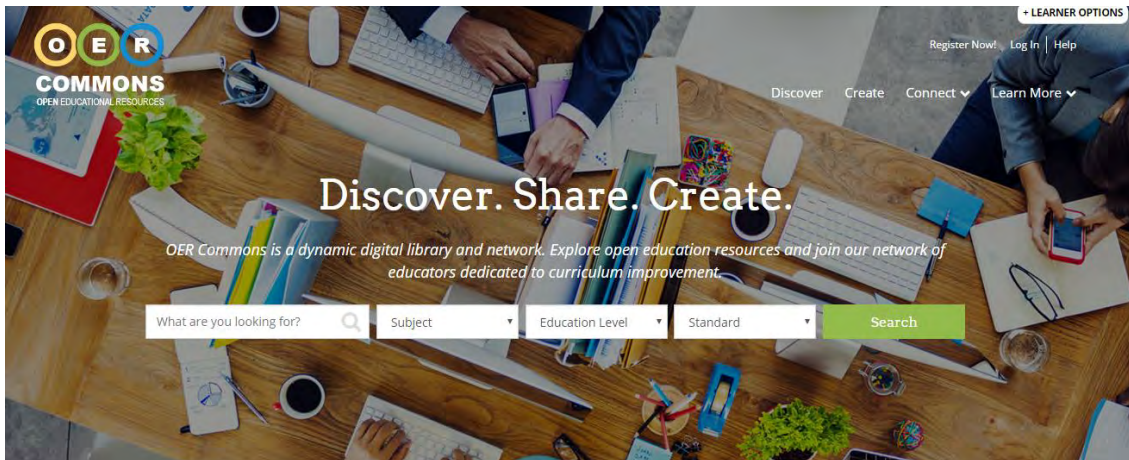 + LEARNER OPTIONS
OER
COMMONS
OPEN EDUCATIONAL RESOURCES
Register Now! Log In | Help
Discover Create Connect Learn More
Discover. Share. Create.
OER Commons is a dynamic digital library and network. Explore open education resources and join our network of
educators dedicated to curriculum improvement.
What are you looking for? Subject Education Level Standard Search